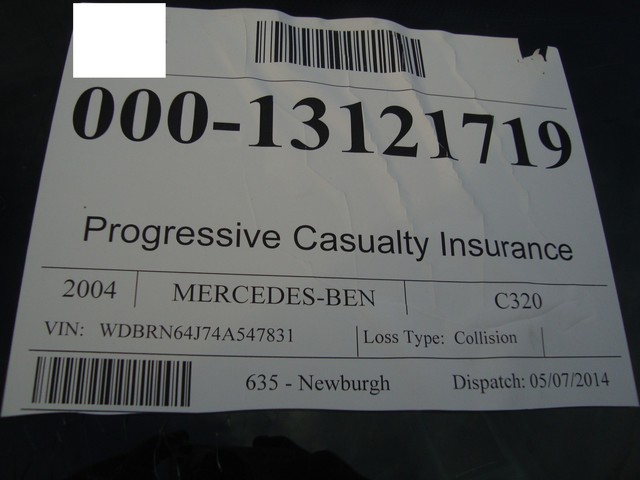 000-13121719
Progressive Casualty Insurance
2004 MERCEDES-BEN C320
VIN: WDBRN64J74A547831 Loss Type: Collision
635 - Newburgh Dispatch: 05/07/2014